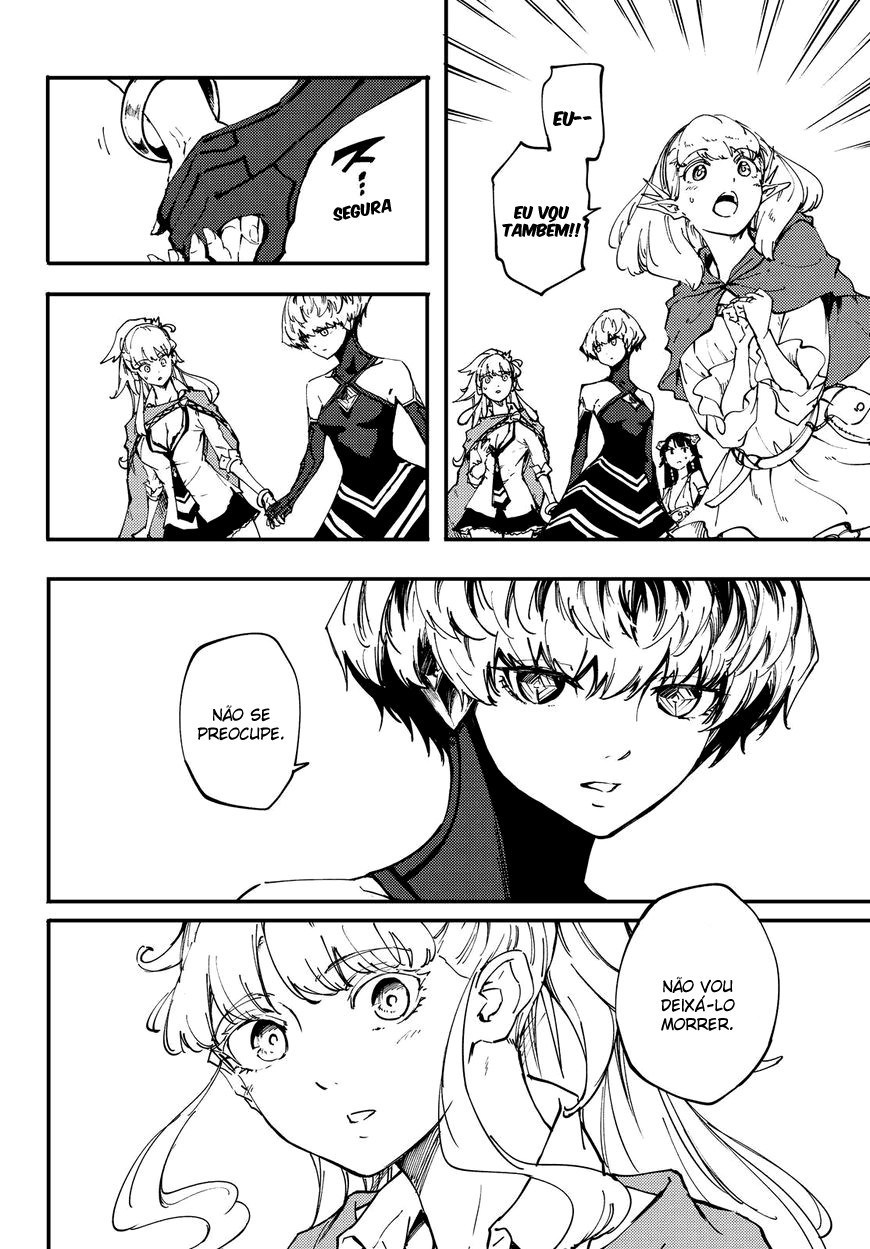 EU--
EU VOU
TAMBÉM!!
ス…
SEGURA
NÃO SE
PREOCUPE.
NÃO VOU
DEIXÁ-LO
MORRER.